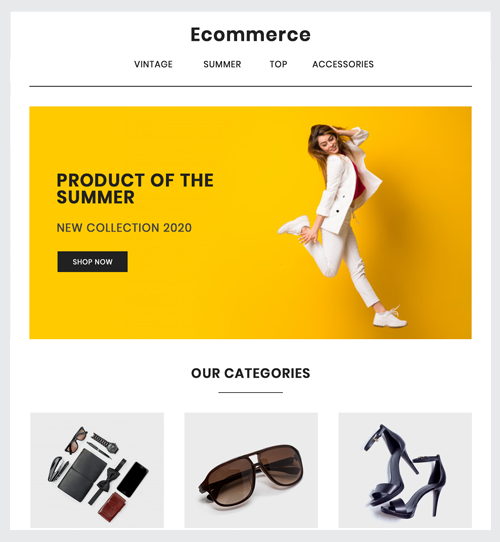 Ecommerce
VINTAGE SUMMER TOP ACCESSORIES
PRODUCT OF THE
SUMMER
NEW COLLECTION 2020
SHOP NOW
OUR CATEGORIES